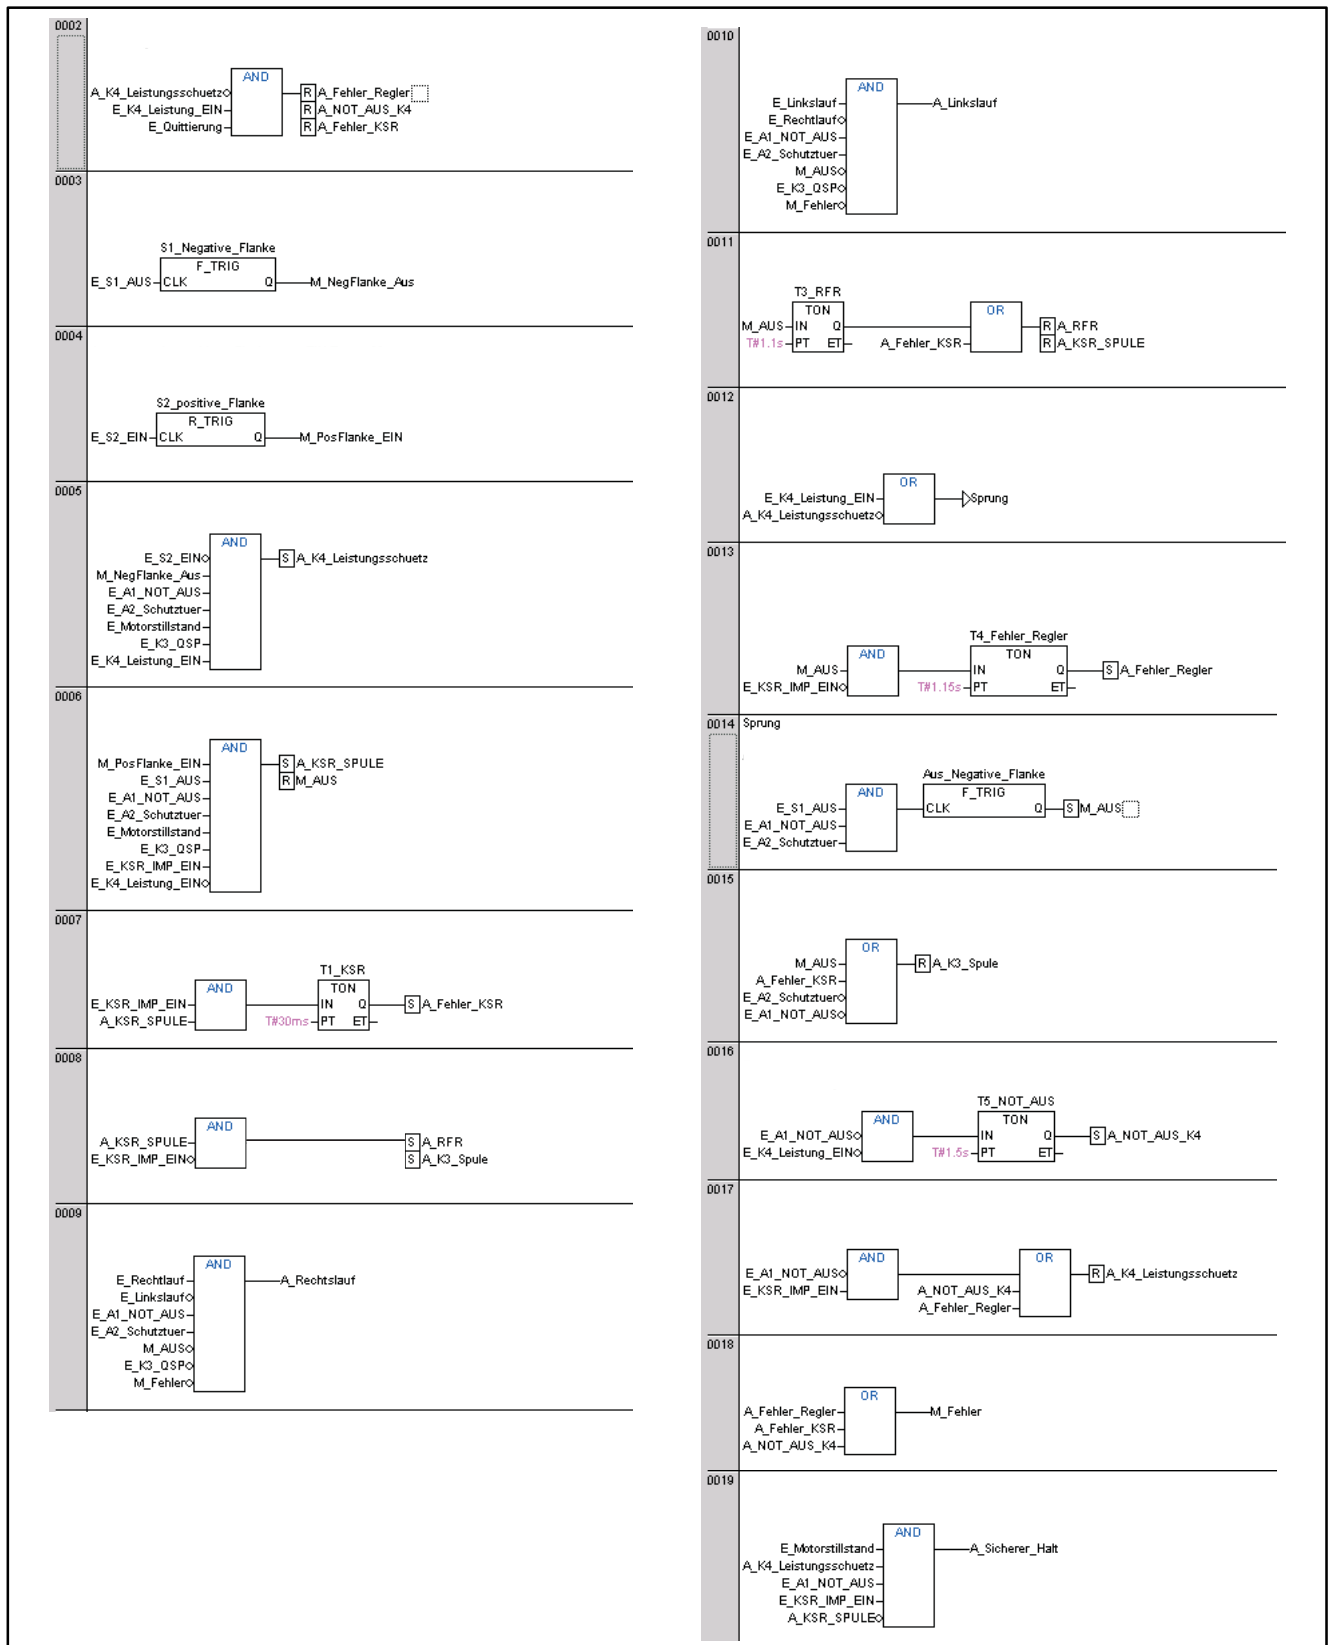 0002
AND
A_K4_Leistungsschuetz R A_Fehler_Regler
E_K4_Leistung_EIN R A_NOT_AUS_K4
E_Quittierung R A_Fehler_KSR
0003
S1_Negative_Flanke
F_TRIG
E_S1_AUS CLK Q M_NegFlanke_Aus
0004
S2_positive_Flanke
R_TRIG
E_S2_EIN CLK Q M_PosFlanke_EIN
0005
AND
E_S2_EIN S A_K4_Leistungsschuetz
M_NegFlanke_Aus
E_A1_NOT_AUS
E_A2_Schutztuer
E_Motorstillstand
E_K3_QSP
E_K4_Leistung_EIN
0006
AND
M_PosFlanke_EIN S A_KSR_SPULE
E_S1_AUS R M_AUS
E_A1_NOT_AUS
E_A2_Schutztuer
E_Motorstillstand
E_K3_QSP
E_KSR_IMP_EIN
E_K4_Leistung_EIN
0007
T1_KSR
AND TON
E_KSR_IMP_EIN IN Q S A_Fehler_KSR
A_KSR_SPULE T#30ms PT ET
0008
AND
A_KSR_SPULE S A_RFR
E_KSR_IMP_EIN S A_K3_Spule
0009
AND
E_Rechtlauf A_Rechtslauf
E_Linkslauf
E_A1_NOT_AUS
E_A2_Schutztuer
M_AUS
E_K3_QSP
M_Fehler
0010
AND
E_Linkslauf A_Linkslauf
E_Rechtlauf
E_A1_NOT_AUS
E_A2_Schutztuer
M_AUS
E_K3_QSP
M_Fehler
0011
T3_RFR
TON OR
M_AUS IN Q R A_RFR
T#1.1s PT ET A_Fehler_KSR R A_KSR_SPULE
0012
OR
E_K4_Leistung_EIN Sprung
A_K4_Leistungsschuetz
0013
T4_Fehler_Regler
AND TON
M_AUS IN Q S A_Fehler_Regler
E_KSR_IMP_EIN T#1.15s PT ET
0014 Sprung
Aus_Negative_Flanke
AND F_TRIG
E_S1_AUS CLK Q S M_AUS
E_A1_NOT_AUS
E_A2_Schutztuer
0015
OR
M_AUS R A_K3_Spule
A_Fehler_KSR
E_A2_Schutztuer
E_A1_NOT_AUS
0016
T5_NOT_AUS
AND TON
E_A1_NOT_AUS IN Q S A_NOT_AUS_K4
E_K4_Leistung_EIN T#1.5s PT ET
0017
AND OR
E_A1_NOT_AUS R A_K4_Leistungsschuetz
E_KSR_IMP_EIN A_NOT_AUS_K4
A_Fehler_Regler
0018
OR
A_Fehler_Regler M_Fehler
A_Fehler_KSR
A_NOT_AUS_K4
0019
AND
E_Motorstillstand A_Sicherer_Halt
A_K4_Leistungsschuetz
E_A1_NOT_AUS
E_KSR_IMP_EIN
A_KSR_SPULE